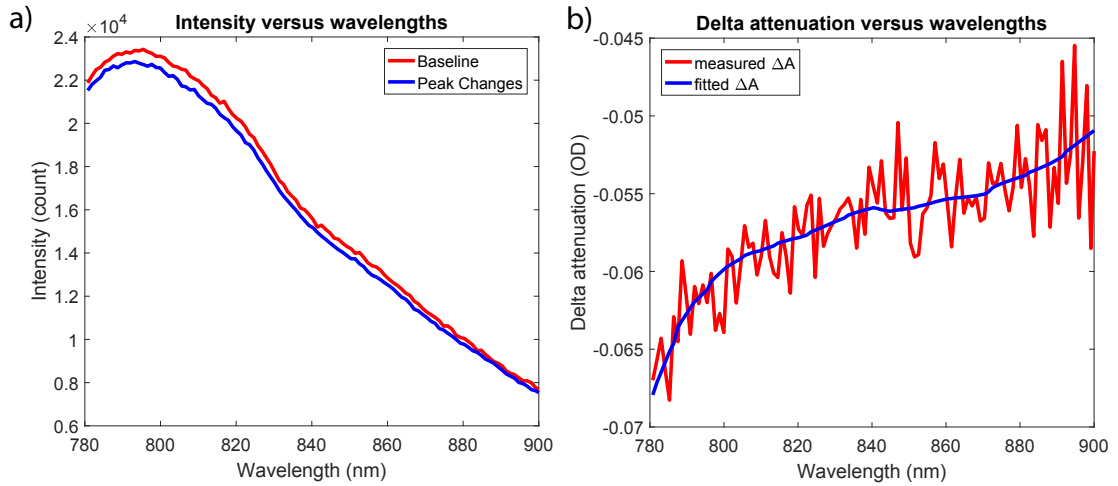 a)
Intensity versus wavelengths
×10⁴
2.4
2.2
2
1.8
1.6
1.4
1.2
1
0.8
0.6
Intensity (count)
Baseline
Peak Changes
780 800 820 840 860 880 900
Wavelength (nm)
b)
Delta attenuation versus wavelengths
-0.045
-0.05
-0.055
-0.06
-0.065
-0.07
Delta attenuation (OD)
measured ΔA
fitted ΔA
780 800 820 840 860 880 900
Wavelength (nm)